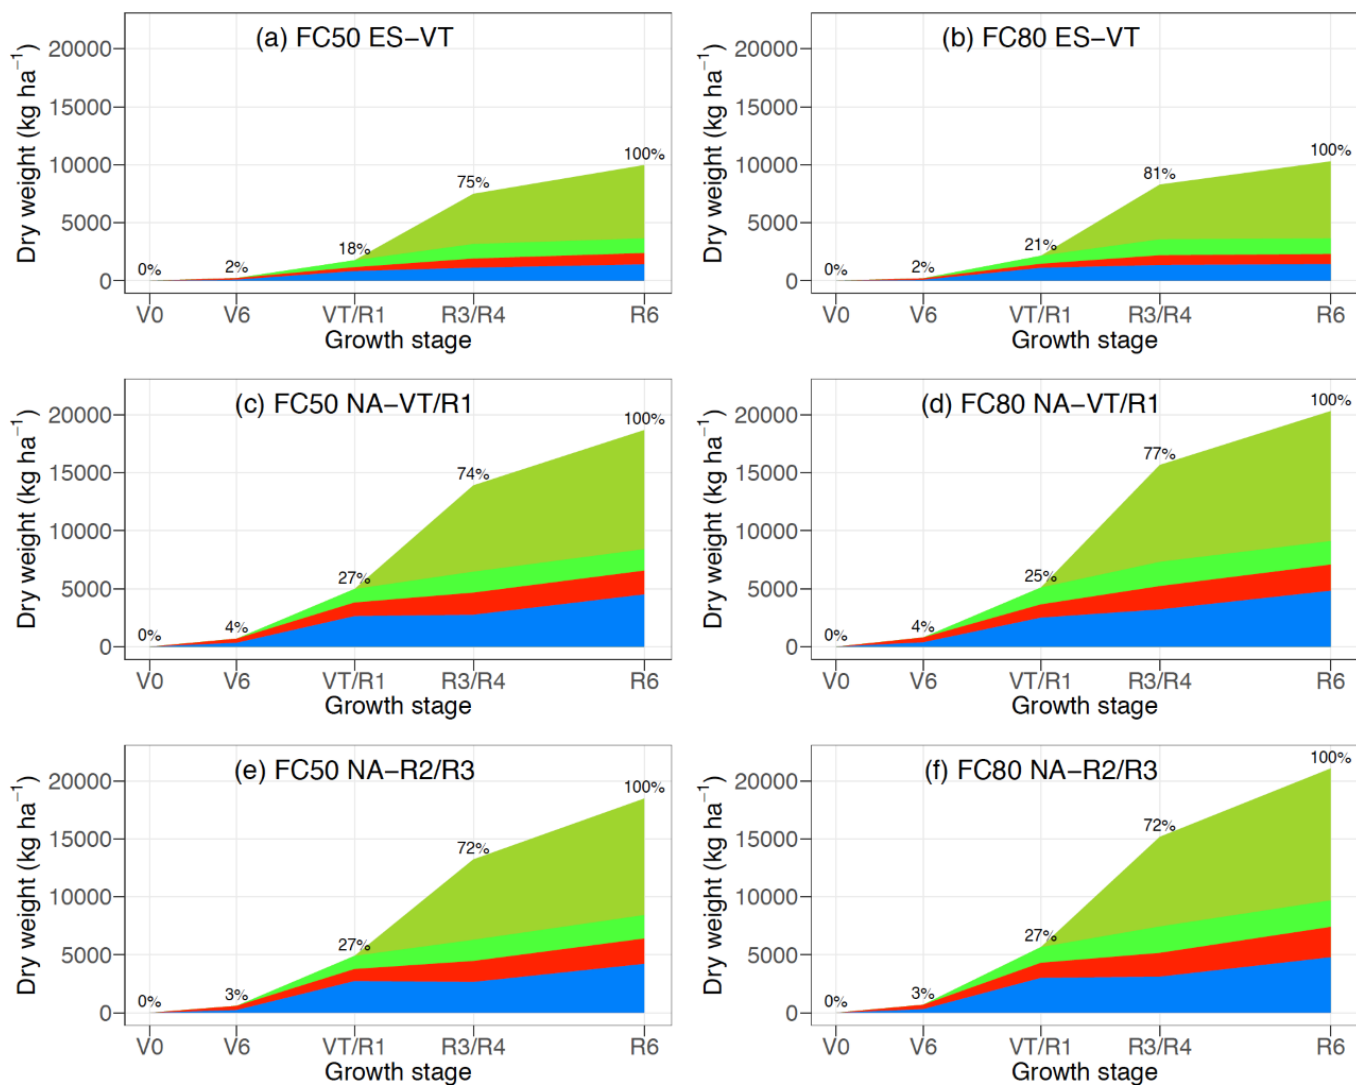 (a) FC50 ES−VT
Dry weight (kg ha⁻¹)
20000
15000
10000
5000
0
0%
2%
18%
75%
100%
V0 V6 VT/R1 R3/R4 R6
Growth stage
(b) FC80 ES−VT
Dry weight (kg ha⁻¹)
20000
15000
10000
5000
0
0%
2%
21%
81%
100%
V0 V6 VT/R1 R3/R4 R6
Growth stage
(c) FC50 NA−VT/R1
Dry weight (kg ha⁻¹)
20000
15000
10000
5000
0
0%
4%
27%
74%
100%
V0 V6 VT/R1 R3/R4 R6
Growth stage
(d) FC80 NA−VT/R1
Dry weight (kg ha⁻¹)
20000
15000
10000
5000
0
0%
4%
25%
77%
100%
V0 V6 VT/R1 R3/R4 R6
Growth stage
(e) FC50 NA−R2/R3
Dry weight (kg ha⁻¹)
20000
15000
10000
5000
0
0%
3%
27%
72%
100%
V0 V6 VT/R1 R3/R4 R6
Growth stage
(f) FC80 NA−R2/R3
Dry weight (kg ha⁻¹)
20000
15000
10000
5000
0
0%
3%
27%
72%
100%
V0 V6 VT/R1 R3/R4 R6
Growth stage